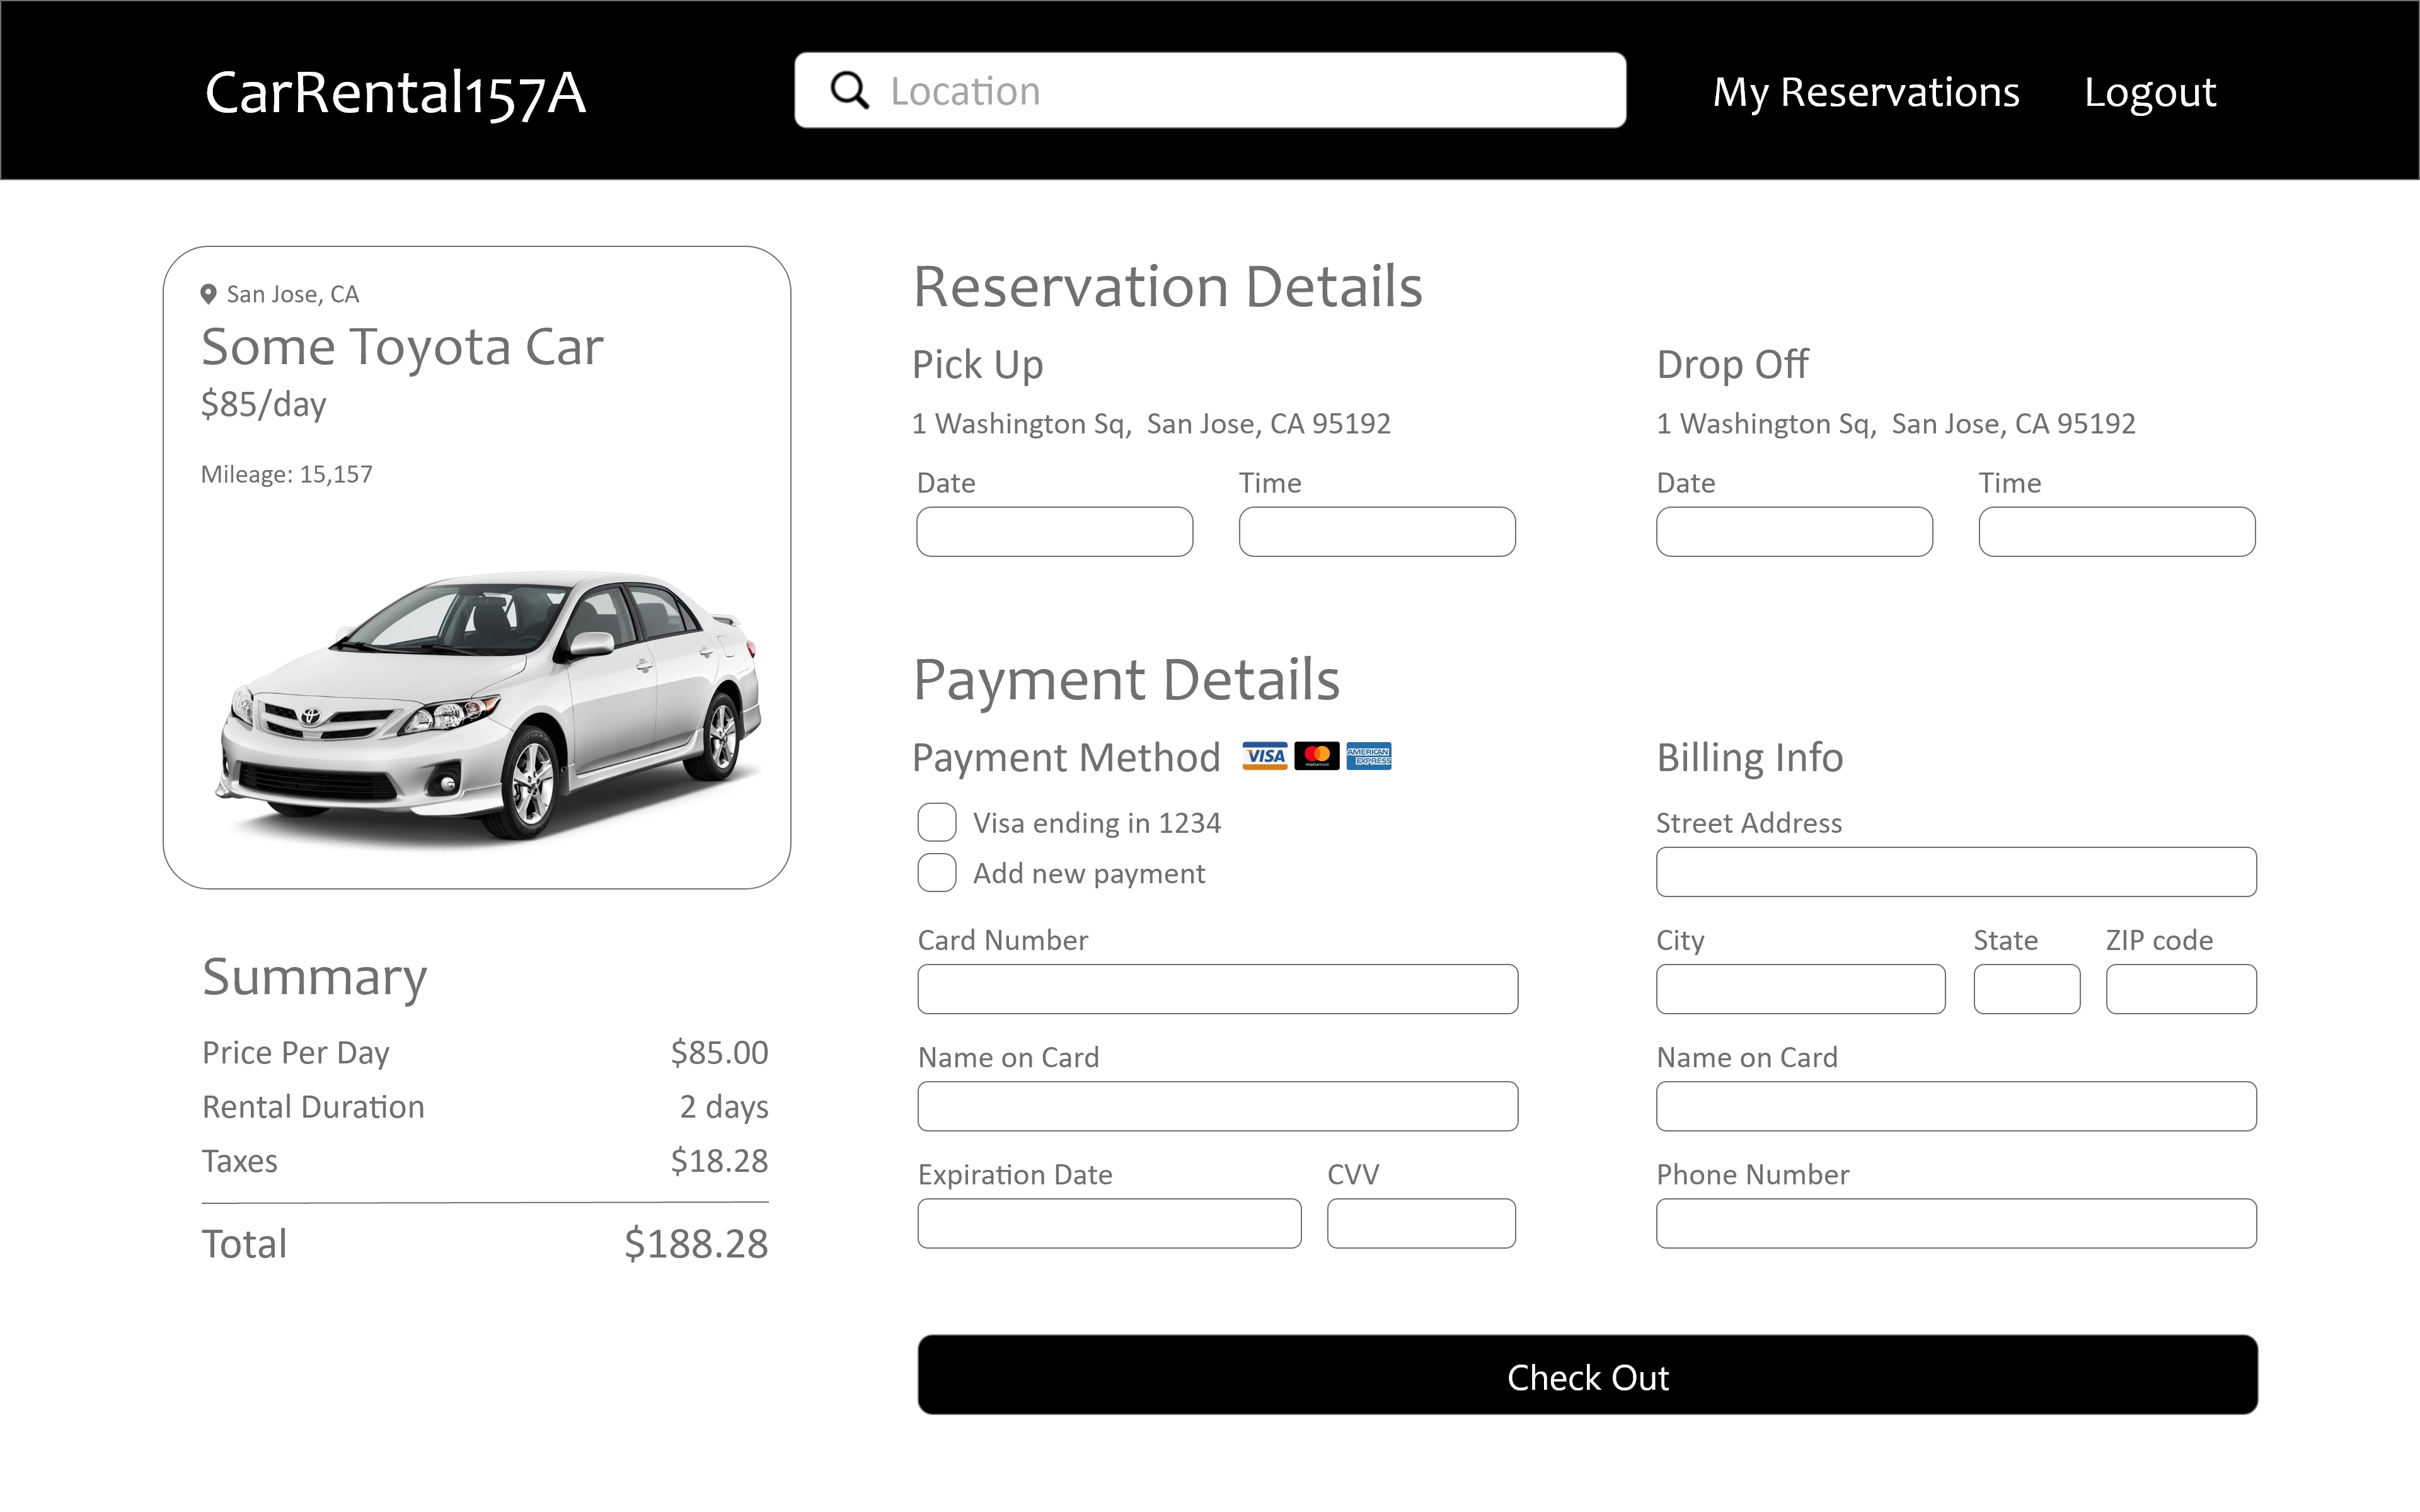 CarRental157A
Location
My Reservations
Logout
San Jose, CA
Some Toyota Car
$85/day
Mileage: 15,157
Summary
Price Per Day $85.00
Rental Duration 2 days
Taxes $18.28
Total $188.28
Reservation Details
Pick Up
1 Washington Sq,  San Jose, CA 95192
Date Time
Drop Off
1 Washington Sq,  San Jose, CA 95192
Date Time
Payment Details
Payment Method VISA mastercard AMERICAN EXPRESS
Visa ending in 1234
Add new payment
Card Number
Name on Card
Expiration Date CVV
Billing Info
Street Address
City State ZIP code
Name on Card
Phone Number
Check Out